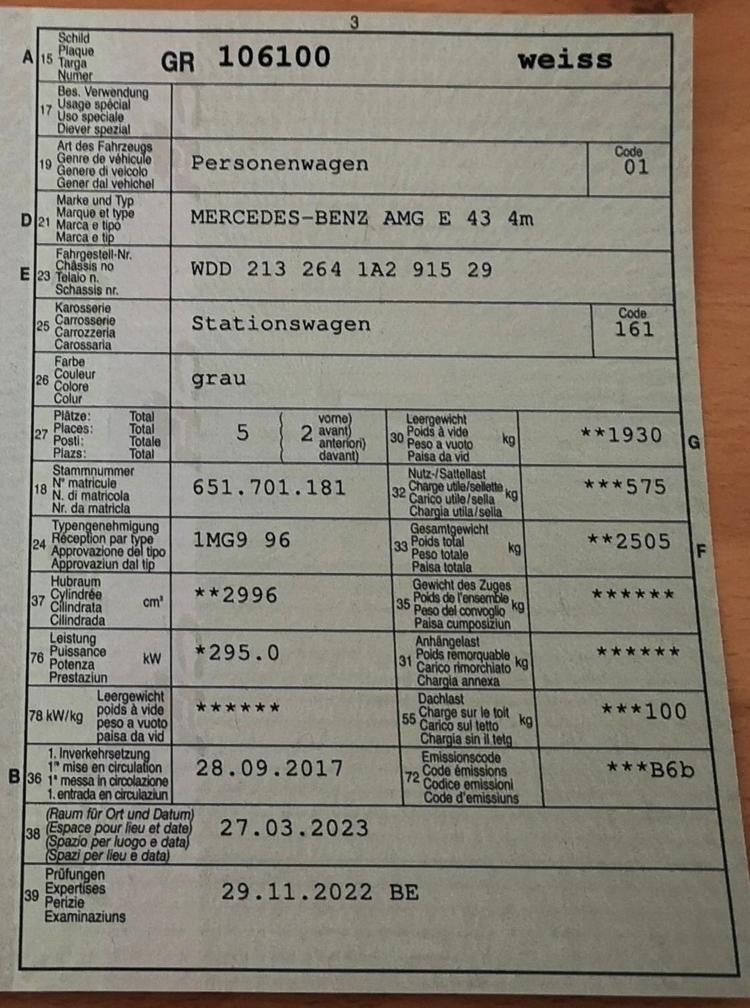 3
A 15 Schild
Plaque
Targa
Numer
GR 106100 weiss
17 Bes. Verwendung
Usage spécial
Uso speciale
Diever spezial
19 Art des Fahrzeugs
Genre de véhicule
Genere di veicolo
Gener dal vehichel
Personenwagen
Code
01
D 21 Marke und Typ
Marque et type
Marca e tipo
Marca e tip
MERCEDES-BENZ AMG E 43 4m
E 23 Fahrgestell-Nr.
Châssis no
Telaio n.
Schassis nr.
WDD 213 264 1A2 915 29
25 Karosserie
Carrosserie
Carrozzeria
Carossaria
Stationswagen
Code
161
26 Farbe
Couleur
Colore
Colur
grau
27 Plätze: Total
Places: Total
Posti: Totale
Plazs: Total
5 ( 2 vorne)
avant)
anteriori)
davant)
30 Leergewicht
Poids à vide
Peso a vuoto kg
Paisa da vid
**1930
G
18 Stammnummer
N° matricule
N. di matricola
Nr. da matricla
651.701.181
32 Nutz-/Sattellast
Charge utile/sellette kg
Carico utile/sella
Chargia utila/sella
***575
24 Typengenehmigung
Réception par type
Approvazione del tipo
Approvaziun dal tip
1MG9 96
33 Gesamtgewicht
Poids total
Peso totale kg
Paisa totala
**2505
F
37 Hubraum
Cylindrée
Cilindrata cm³
Cilindrada
**2996
35 Gewicht des Zuges
Poids de l'ensemble
Peso del convoglio kg
Paisa cumposiziun
******
76 Leistung
Puissance
Potenza kW
Prestaziun
*295.0
31 Anhängelast
Poids remorquable
Carico rimorchiato kg
Chargia annexa
******
78 kW/kg Leergewicht
poids à vide
peso a vuoto
paisa da vid
******
55 Dachlast
Charge sur le toit
Carico sul tetto kg
Chargia sin il tetg
***100
B 36 1. Inverkehrsetzung
1re mise en circulation
1a messa in circolazione
1. entrada en circulaziun
28.09.2017
72 Emissionscode
Code émissions
Codice emissioni
Code d'emissiuns
***B6b
38 (Raum für Ort und Datum)
(Espace pour lieu et date)
(Spazio per luogo e data)
(Spazi per lieu e data)
27.03.2023
39 Prüfungen
Expertises
Perizie
Examinaziuns
29.11.2022 BE